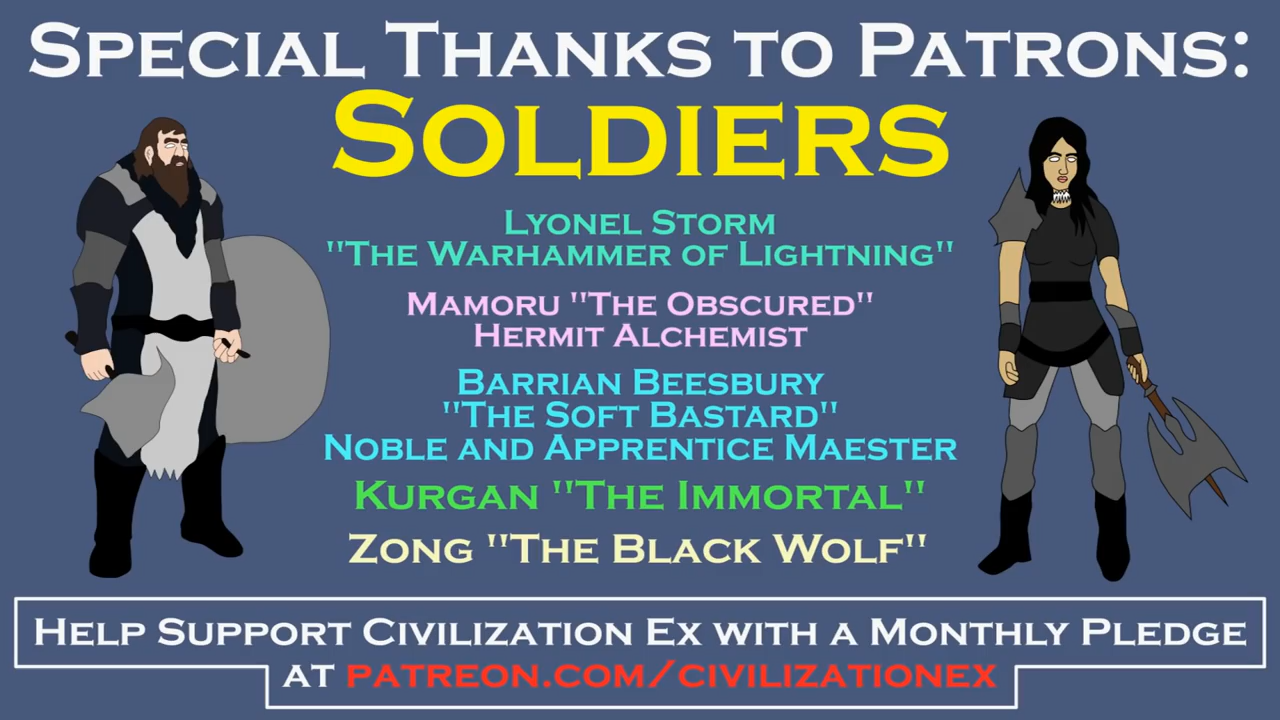 Special Thanks to Patrons:
Soldiers
Lyonel Storm
"The Warhammer of Lightning"
Mamoru "The Obscured"
Hermit Alchemist
Barrian Beesbury
"The Soft Bastard"
Noble and Apprentice Maester
Kurgan "The Immortal"
Zong "The Black Wolf"
Help Support Civilization Ex with a Monthly Pledge
at patreon.com/civilizationex